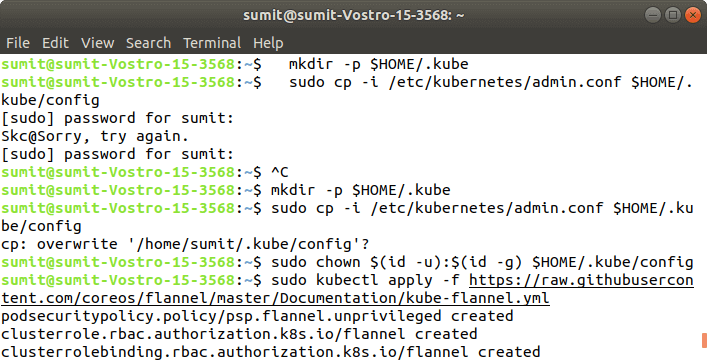 sumit@sumit-Vostro-15-3568: ~
File Edit View Search Terminal Help
sumit@sumit-Vostro-15-3568:~$   mkdir -p $HOME/.kube
sumit@sumit-Vostro-15-3568:~$   sudo cp -i /etc/kubernetes/admin.conf $HOME/.
kube/config
[sudo] password for sumit:
Skc@Sorry, try again.
[sudo] password for sumit:
sumit@sumit-Vostro-15-3568:~$ ^C
sumit@sumit-Vostro-15-3568:~$ mkdir -p $HOME/.kube
sumit@sumit-Vostro-15-3568:~$ sudo cp -i /etc/kubernetes/admin.conf $HOME/.ku
be/config
cp: overwrite '/home/sumit/.kube/config'?
sumit@sumit-Vostro-15-3568:~$ sudo chown $(id -u):$(id -g) $HOME/.kube/config
sumit@sumit-Vostro-15-3568:~$ sudo kubectl apply -f https://raw.githubusercon
tent.com/coreos/flannel/master/Documentation/kube-flannel.yml
podsecuritypolicy.policy/psp.flannel.unprivileged created
clusterrole.rbac.authorization.k8s.io/flannel created
clusterrolebinding.rbac.authorization.k8s.io/flannel created